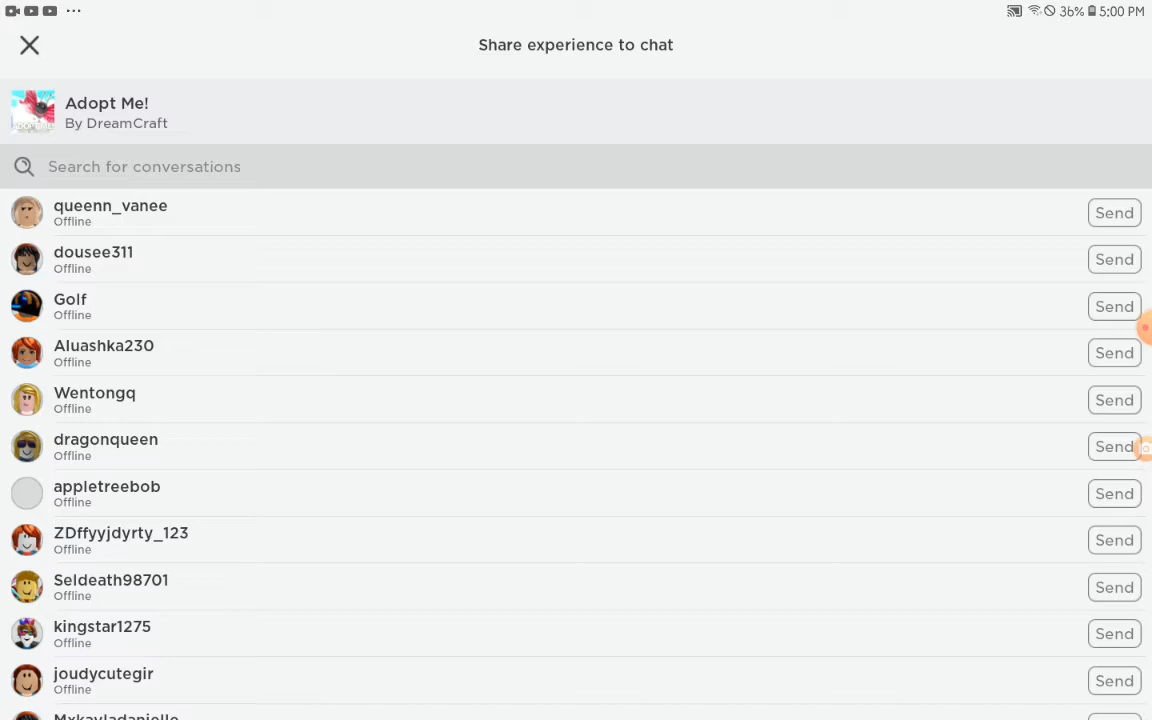 36% 5:00 PM
Share experience to chat
Adopt Me!
By DreamCraft
Search for conversations
queenn_vanee
Offline
Send
dousee311
Offline
Send
Golf
Offline
Send
Aluashka230
Offline
Send
Wentongq
Offline
Send
dragonqueen
Offline
Send
appletreebob
Offline
Send
ZDffyyjdyrty_123
Offline
Send
Seldeath98701
Offline
Send
kingstar1275
Offline
Send
joudycutegir
Offline
Send
Mxkayladanielle